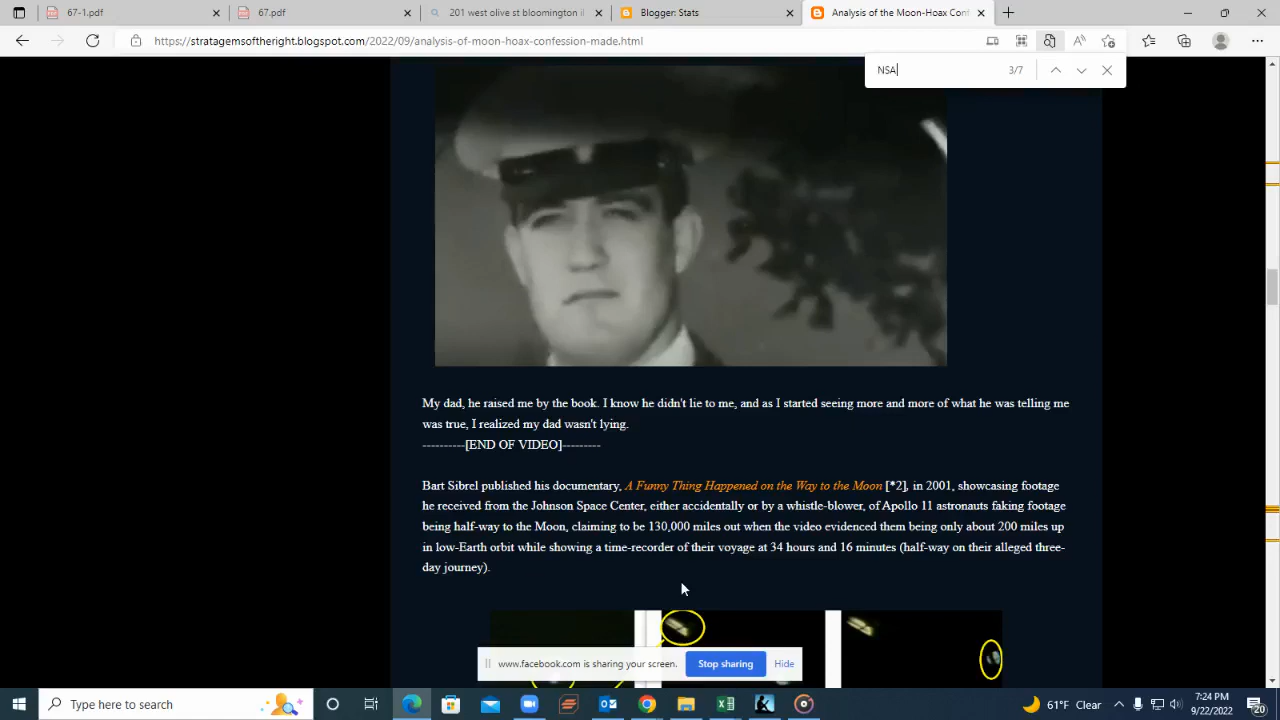 67-1.pdf
67.pdf
201 west olive st bloomington il
Blogger: Stats
Analysis of the Moon-Hoax Conf
https://stratagemsoftheright.blogspot.com/2022/09/analysis-of-moon-hoax-confession-made.html
NSA 3/7
My dad, he raised me by the book. I know he didn't lie to me, and as I started seeing more and more of what he was telling me
was true, I realized my dad wasn't lying.
----------[END OF VIDEO]---------
Bart Sibrel published his documentary, A Funny Thing Happened on the Way to the Moon [*2], in 2001, showcasing footage
he received from the Johnson Space Center, either accidentally or by a whistle-blower, of Apollo 11 astronauts faking footage
being half-way to the Moon, claiming to be 130,000 miles out when the video evidenced them being only about 200 miles up
in low-Earth orbit while showing a time-recorder of their voyage at 34 hours and 16 minutes (half-way on their alleged three-
day journey).
www.facebook.com is sharing your screen. Stop sharing Hide
Type here to search
61°F Clear
7:24 PM
9/22/2022
20